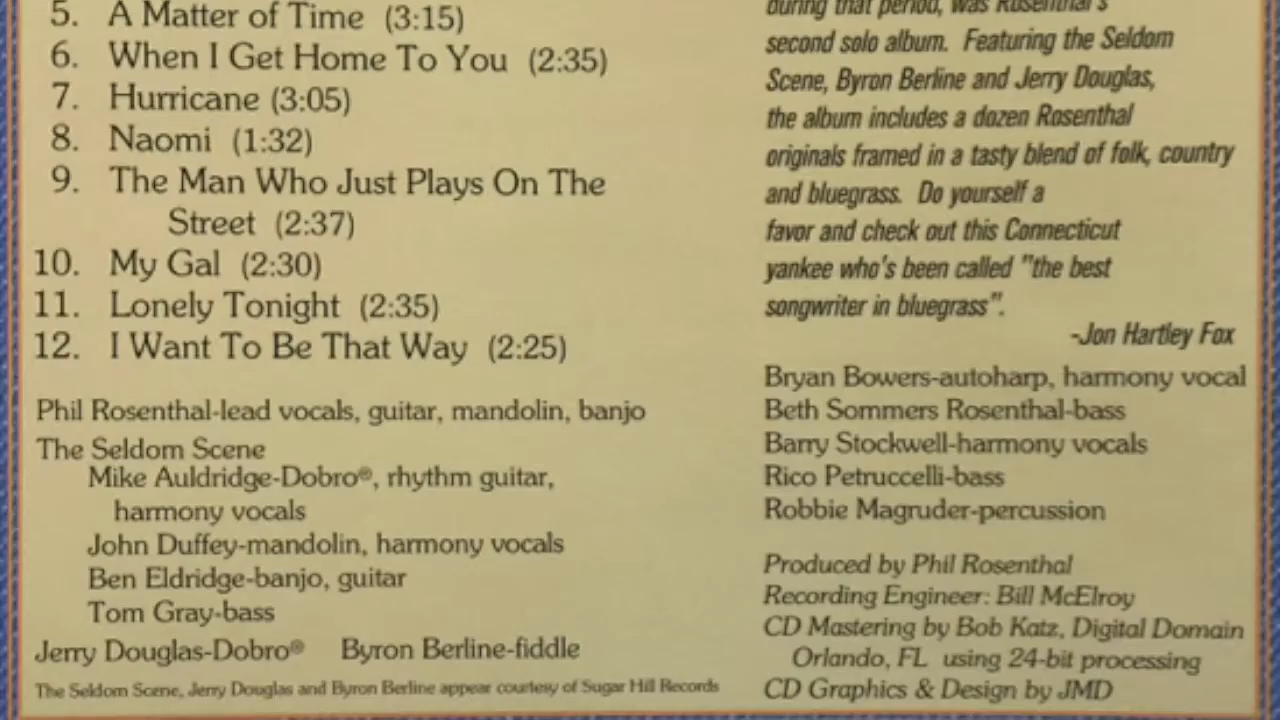 5. A Matter of Time (3:15)
6. When I Get Home To You (2:35)
7. Hurricane (3:05)
8. Naomi (1:32)
9. The Man Who Just Plays On The
Street (2:37)
10. My Gal (2:30)
11. Lonely Tonight (2:35)
12. I Want To Be That Way (2:25)
Phil Rosenthal-lead vocals, guitar, mandolin, banjo
The Seldom Scene
Mike Auldridge-Dobro®, rhythm guitar,
harmony vocals
John Duffey-mandolin, harmony vocals
Ben Eldridge-banjo, guitar
Tom Gray-bass
Jerry Douglas-Dobro® Byron Berline-fiddle
The Seldom Scene, Jerry Douglas and Byron Berline appear courtesy of Sugar Hill Records
during that period, was Rosenthal's
second solo album. Featuring the Seldom
Scene, Byron Berline and Jerry Douglas,
the album includes a dozen Rosenthal
originals framed in a tasty blend of folk, country
and bluegrass. Do yourself a
favor and check out this Connecticut
yankee who's been called "the best
songwriter in bluegrass".
-Jon Hartley Fox
Bryan Bowers-autoharp, harmony vocal
Beth Sommers Rosenthal-bass
Barry Stockwell-harmony vocals
Rico Petruccelli-bass
Robbie Magruder-percussion
Produced by Phil Rosenthal
Recording Engineer: Bill McElroy
CD Mastering by Bob Katz, Digital Domain
Orlando, FL using 24-bit processing
CD Graphics & Design by JMD